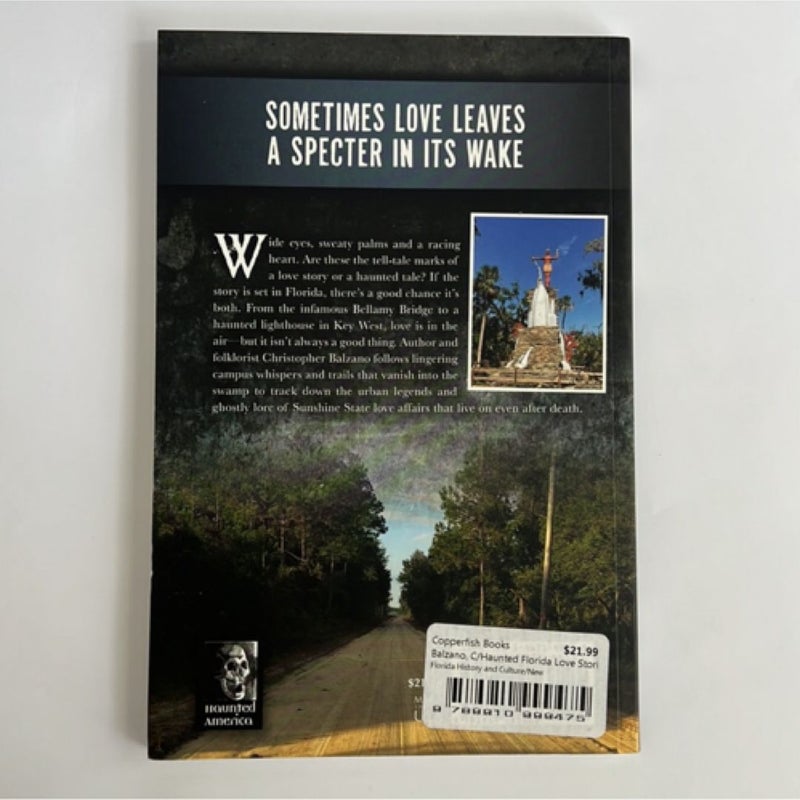 SOMETIMES LOVE LEAVES
A SPECTER IN ITS WAKE
Wide eyes, sweaty palms and a racing
heart. Are these the tell-tale marks of
a love story or a haunted tale? If the
story is set in Florida, there's a good chance it's
both. From the infamous Bellamy Bridge to a
haunted lighthouse in Key West, love is in the
air—but it isn't always a good thing. Author and
folklorist Christopher Balzano follows lingering
campus whispers and trails that vanish into the
swamp to track down the urban legends and
ghostly lore of Sunshine State love affairs that live on even after death.
Haunted
America
Copperfish Books
$21.99
Balzano, C/Haunted Florida Love Stori
Florida History and Culture/New